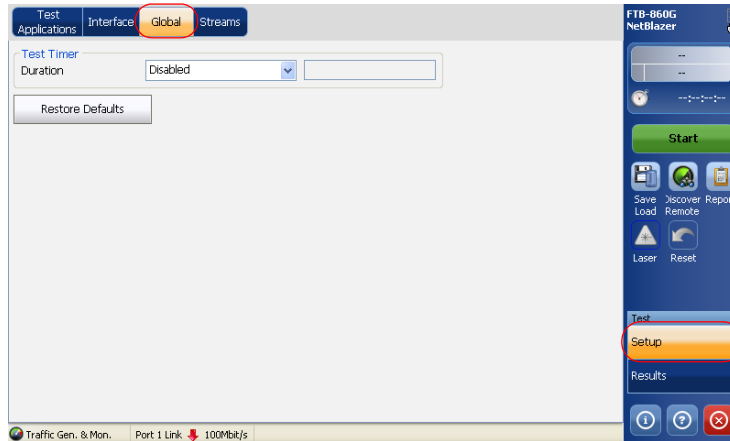 Test
Applications
Interface
Global
Streams
Test Timer
Duration
Disabled
Restore Defaults
FTB-860G
NetBlazer
--
--
--:--:--:--
Start
Save
Load
Discover
Remote
Laser
Reset
Test
Setup
Results
Traffic Gen. & Mon.
Port 1 Link
100Mbit/s